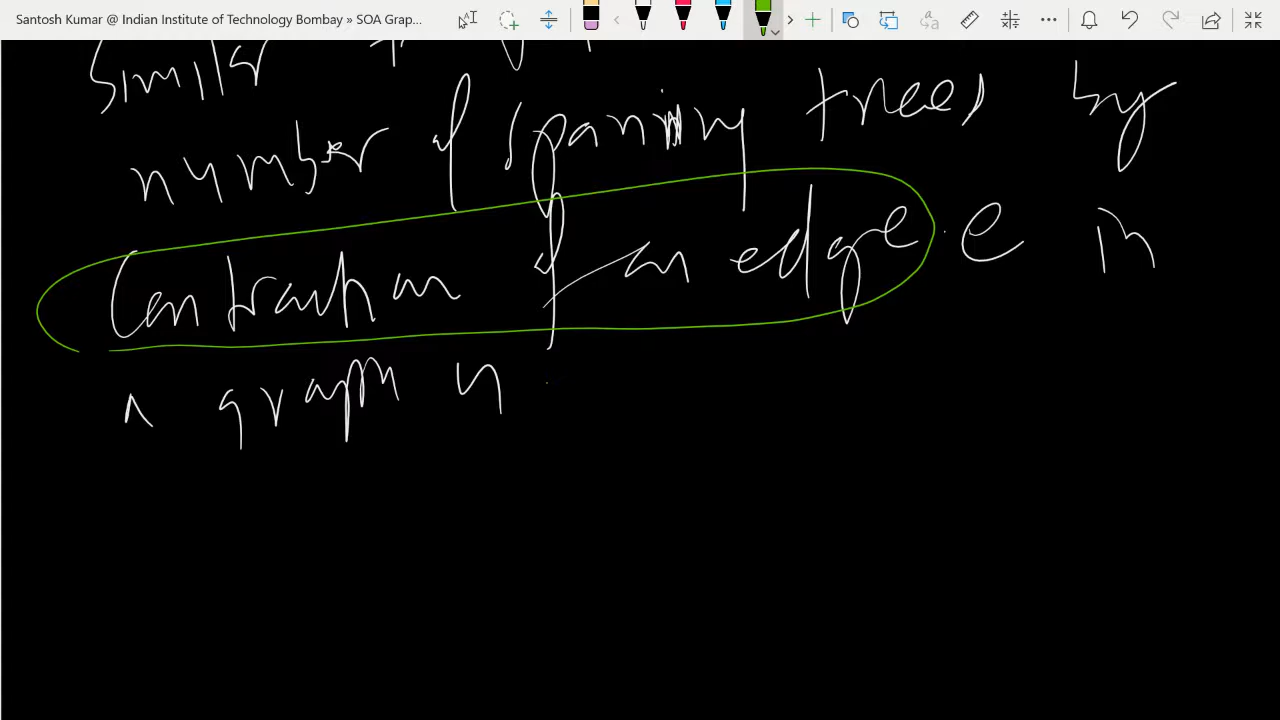 Santosh Kumar @ Indian Institute of Technology Bombay » SOA Grap...
Similar
number of spanning trees by
Contraction of an edge e in
a graph